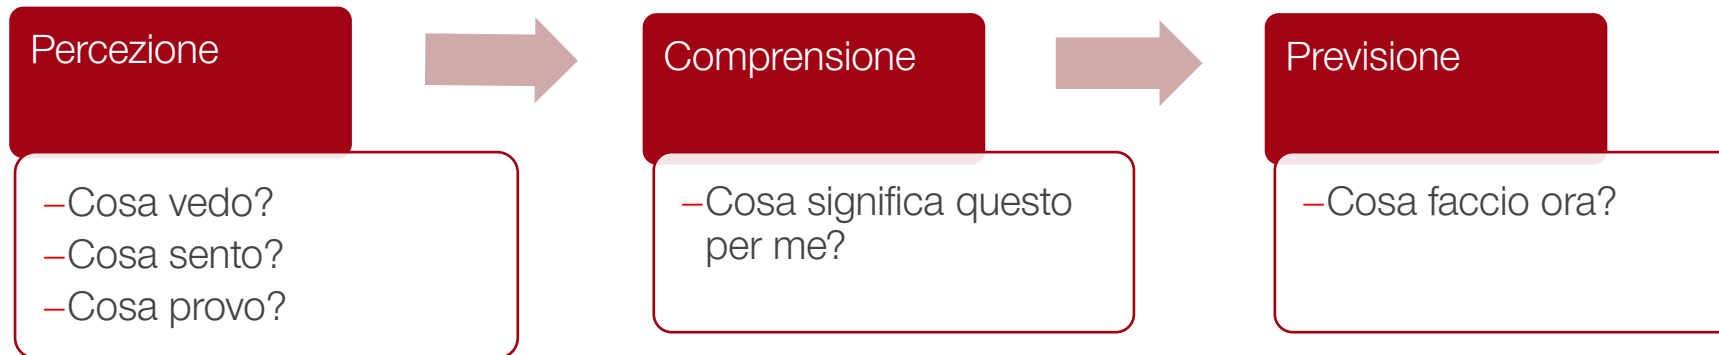 Percezione
–Cosa vedo?
–Cosa sento?
–Cosa provo?
Comprensione
–Cosa significa questo
per me?
Previsione
–Cosa faccio ora?